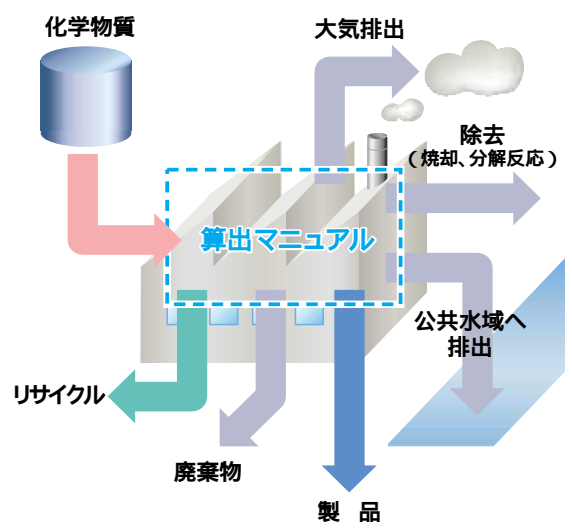 化学物質
大気排出
除去
(焼却、分解反応)
算出マニュアル
公共水域へ
排出
リサイクル
廃棄物
製 品